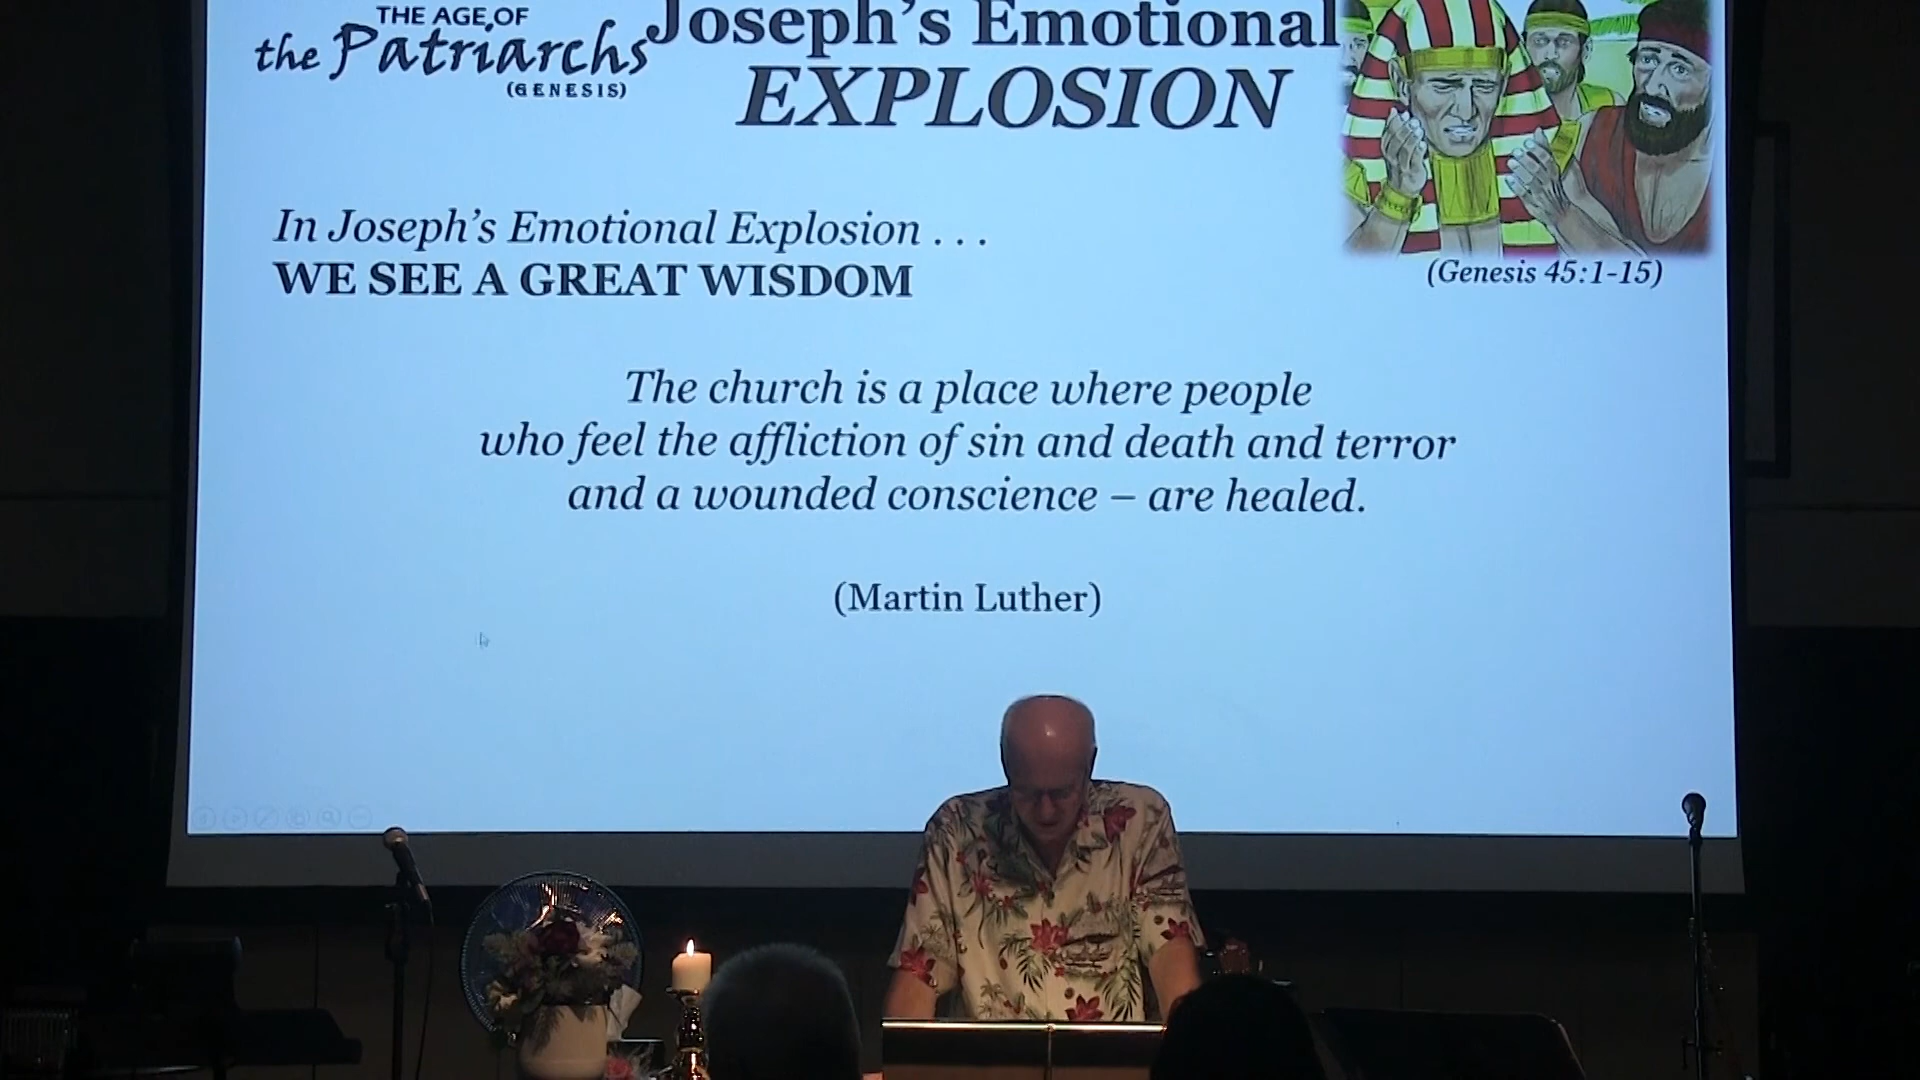 THE AGE OF
the Patriarchs
(GENESIS)
Joseph’s Emotional
EXPLOSION
In Joseph’s Emotional Explosion . . .
WE SEE A GREAT WISDOM
(Genesis 45:1-15)
The church is a place where people
who feel the affliction of sin and death and terror
and a wounded conscience – are healed.
(Martin Luther)